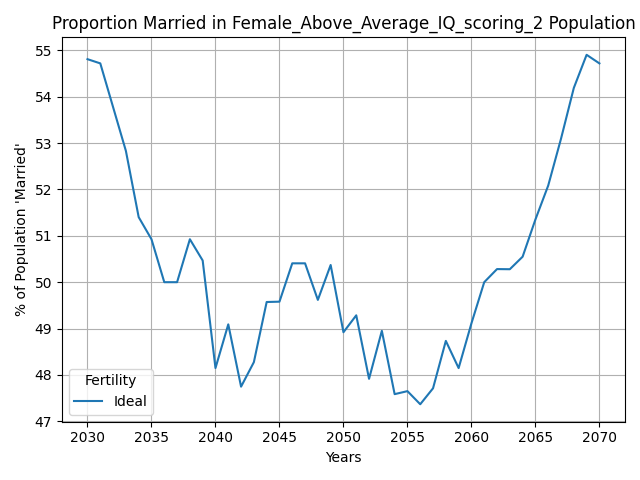 Proportion Married in Female_Above_Average_IQ_scoring_2 Population
% of Population 'Married'
55
54
53
52
51
50
49
48
47
Fertility
Ideal
2030 2035 2040 2045 2050 2055 2060 2065 2070
Years